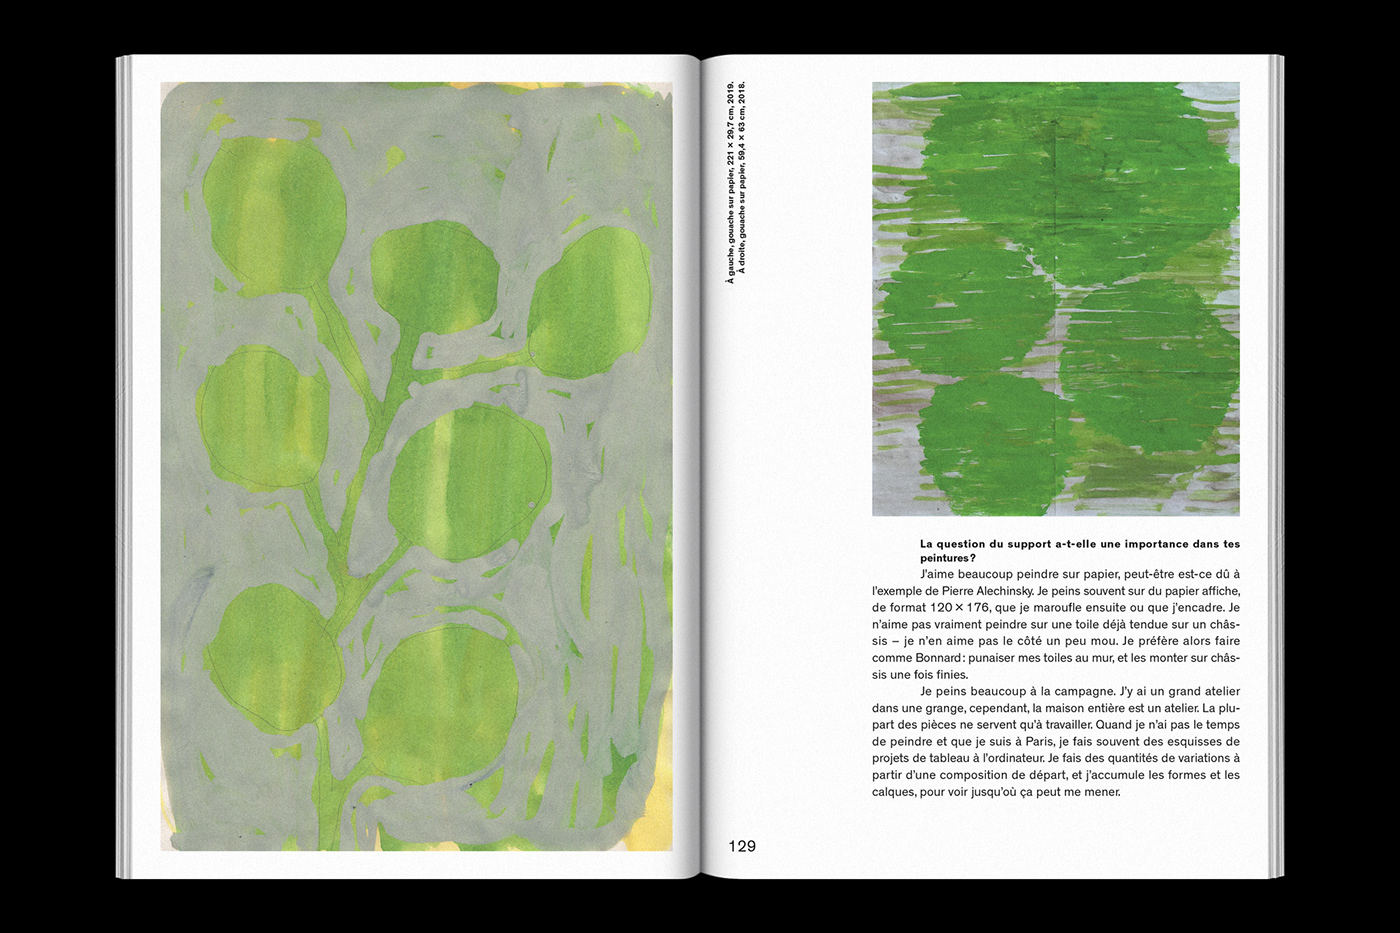 À gauche, gouache sur papier, 221 × 29,7 cm, 2019.
À droite, gouache sur papier, 59,4 × 63 cm, 2018.
La question du support a-t-elle une importance dans tes
peintures ?
J'aime beaucoup peindre sur papier, peut-être est-ce dû à
l'exemple de Pierre Alechinsky. Je peins souvent sur du papier affiche,
de format 120 × 176, que je maroufle ensuite ou que j'encadre. Je
n'aime pas vraiment peindre sur une toile déjà tendue sur un châs-
sis – je n'en aime pas le côté un peu mou. Je préfère alors faire
comme Bonnard : punaiser mes toiles au mur, et les monter sur châs-
sis une fois finies.
Je peins beaucoup à la campagne. J'y ai un grand atelier
dans une grange, cependant, la maison entière est un atelier. La plu-
part des pièces ne servent qu'à travailler. Quand je n'ai pas le temps
de peindre et que je suis à Paris, je fais souvent des esquisses de
projets de tableau à l'ordinateur. Je fais des quantités de variations à
partir d'une composition de départ, et j'accumule les formes et les
calques, pour voir jusqu'où ça peut me mener.
129